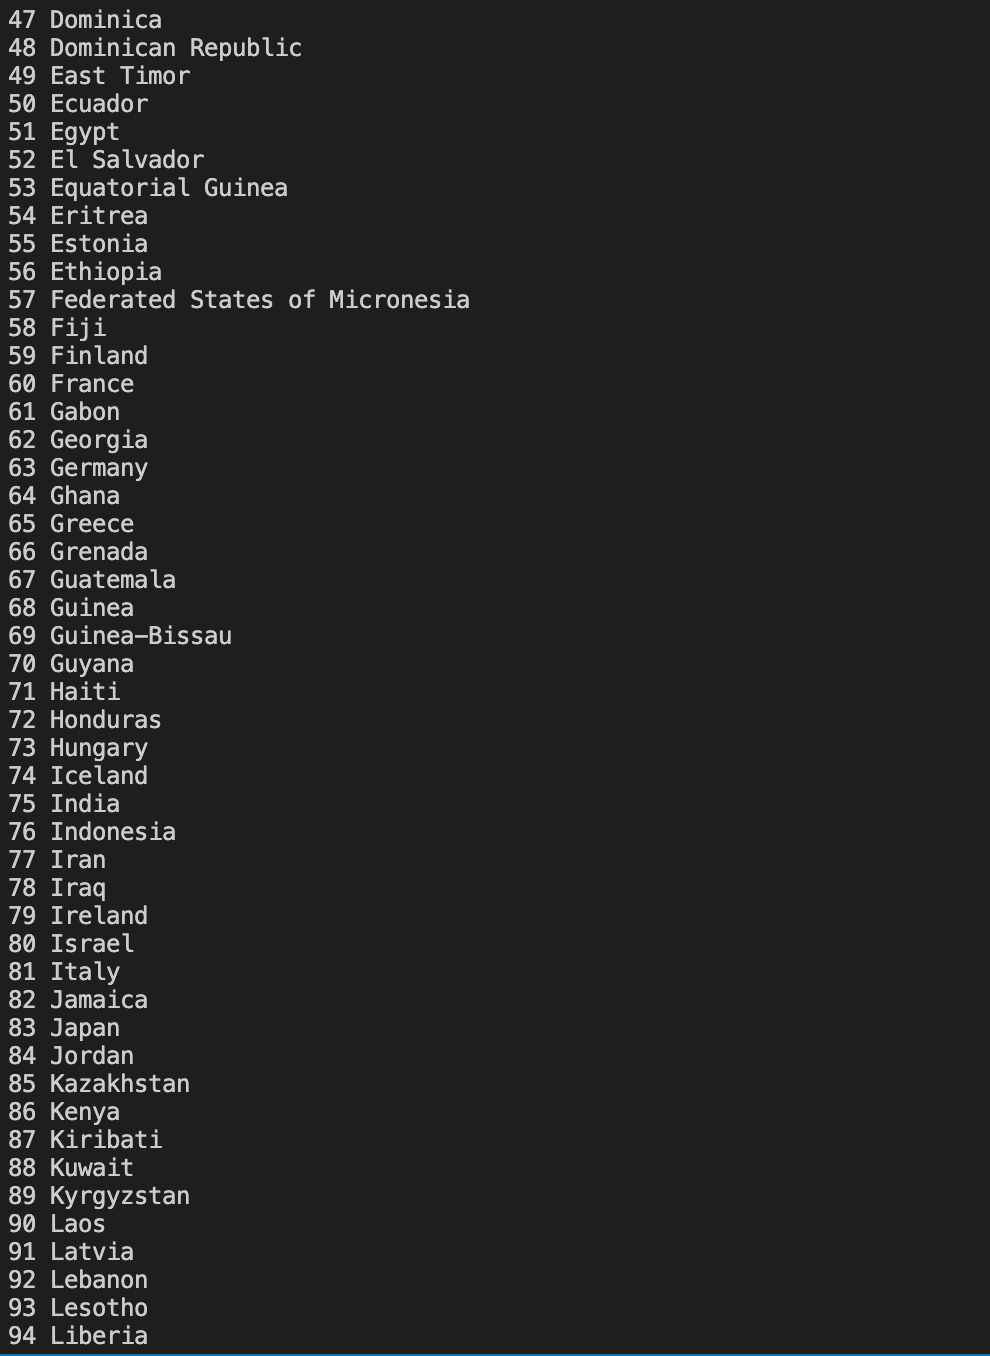 47 Dominica
48 Dominican Republic
49 East Timor
50 Ecuador
51 Egypt
52 El Salvador
53 Equatorial Guinea
54 Eritrea
55 Estonia
56 Ethiopia
57 Federated States of Micronesia
58 Fiji
59 Finland
60 France
61 Gabon
62 Georgia
63 Germany
64 Ghana
65 Greece
66 Grenada
67 Guatemala
68 Guinea
69 Guinea-Bissau
70 Guyana
71 Haiti
72 Honduras
73 Hungary
74 Iceland
75 India
76 Indonesia
77 Iran
78 Iraq
79 Ireland
80 Israel
81 Italy
82 Jamaica
83 Japan
84 Jordan
85 Kazakhstan
86 Kenya
87 Kiribati
88 Kuwait
89 Kyrgyzstan
90 Laos
91 Latvia
92 Lebanon
93 Lesotho
94 Liberia